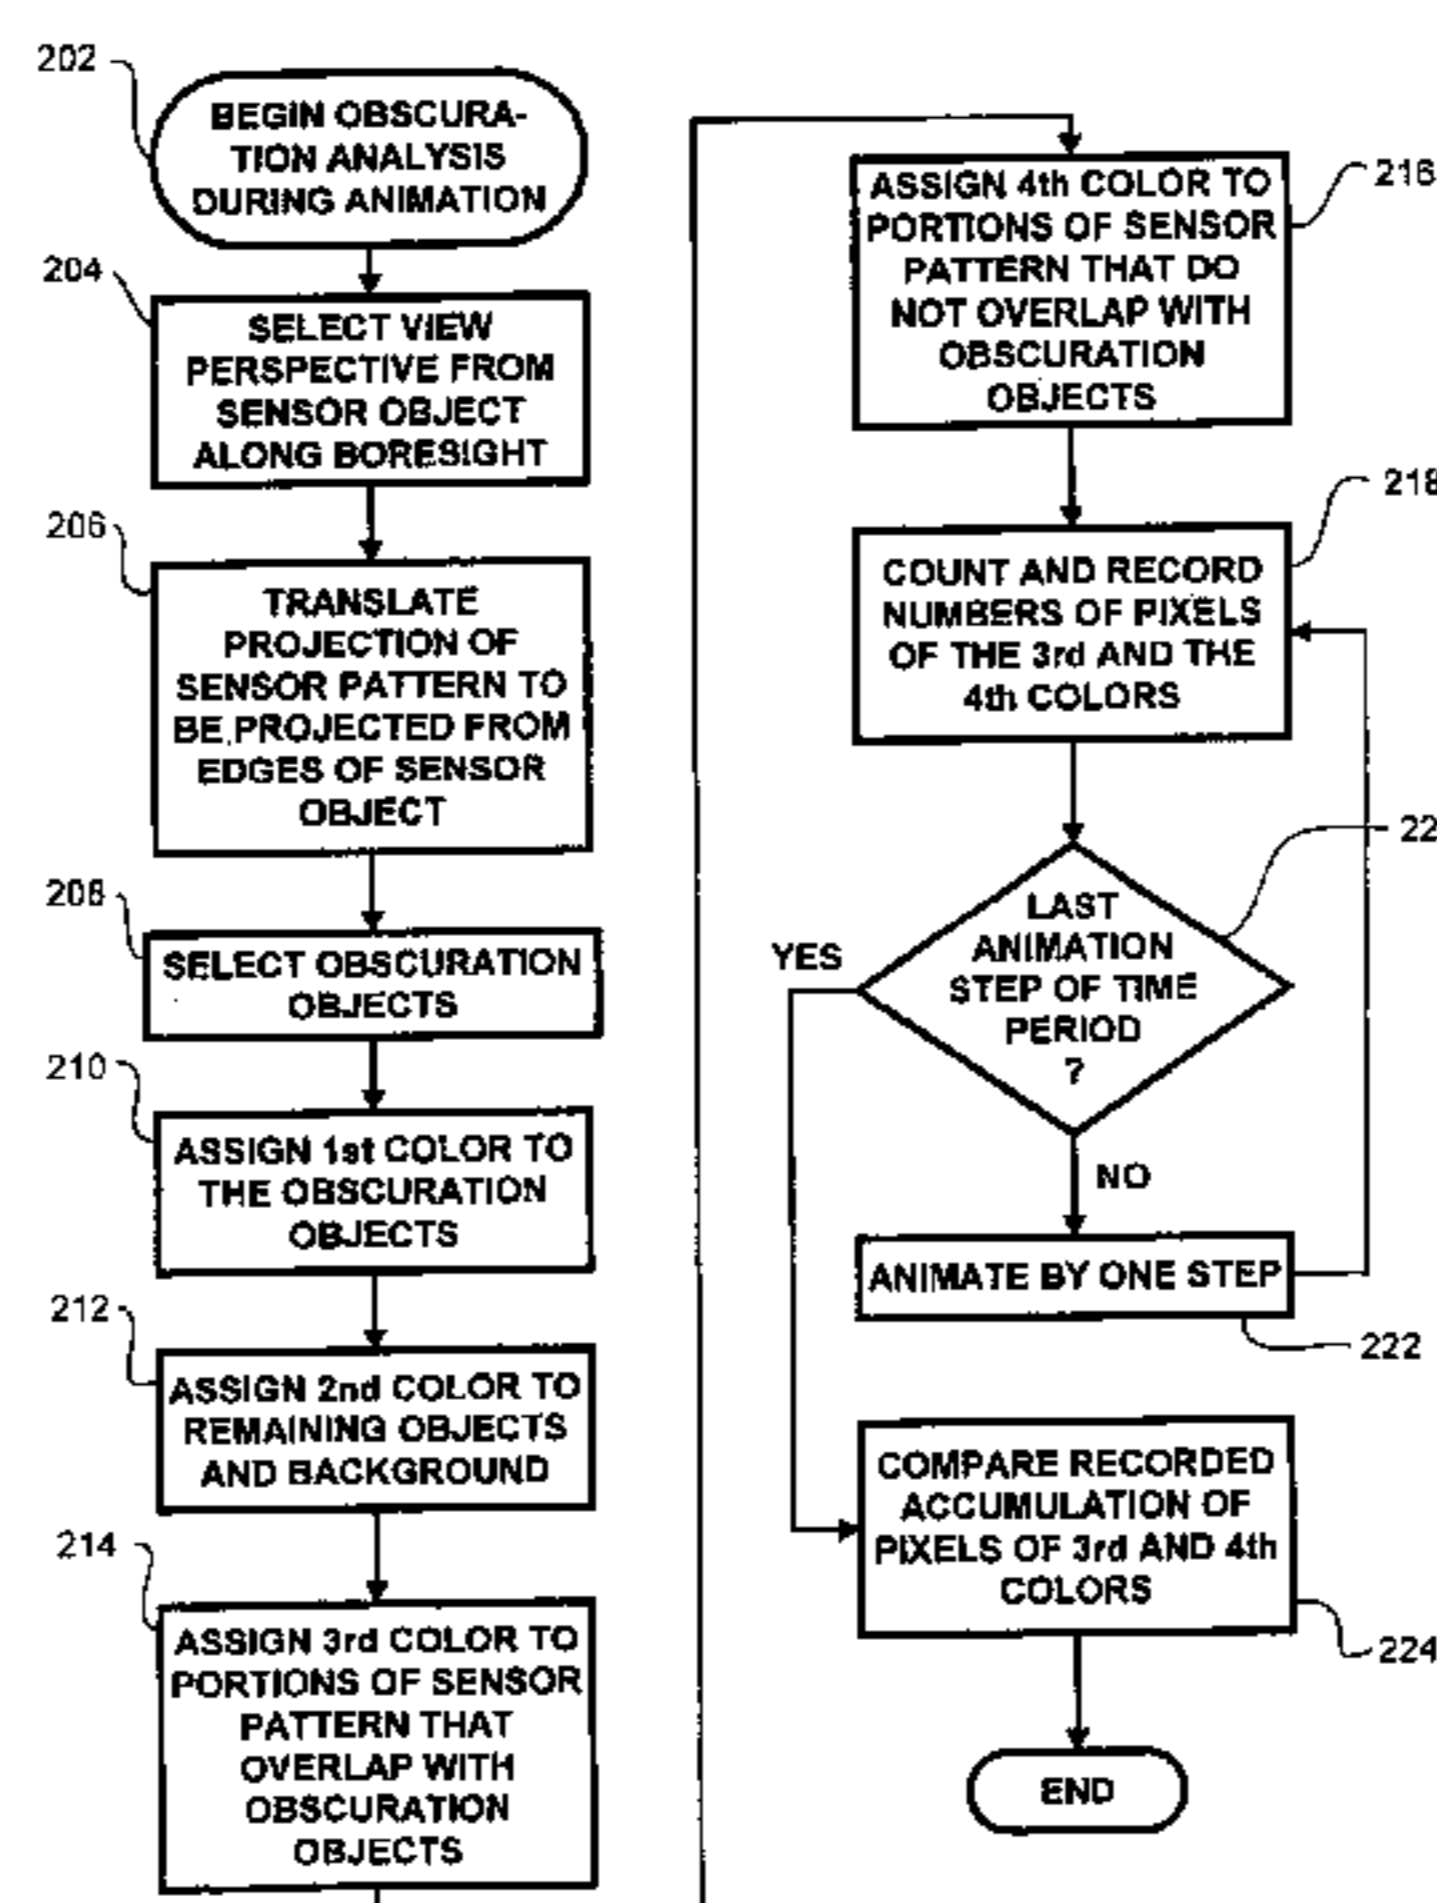 202
BEGIN OBSCURA-
TION ANALYSIS
DURING ANIMATION
204
SELECT VIEW
PERSPECTIVE FROM
SENSOR OBJECT
ALONG BORESIGHT
206
TRANSLATE
PROJECTION OF
SENSOR PATTERN TO
BE PROJECTED FROM
EDGES OF SENSOR
OBJECT
208
SELECT OBSCURATION
OBJECTS
210
ASSIGN 1st COLOR TO
THE OBSCURATION
OBJECTS
212
ASSIGN 2nd COLOR TO
REMAINING OBJECTS
AND BACKGROUND
214
ASSIGN 3rd COLOR TO
PORTIONS OF SENSOR
PATTERN THAT
OVERLAP WITH
OBSCURATION
OBJECTS
216
ASSIGN 4th COLOR TO
PORTIONS OF SENSOR
PATTERN THAT DO
NOT OVERLAP WITH
OBSCURATION
OBJECTS
218
COUNT AND RECORD
NUMBERS OF PIXELS
OF THE 3rd AND THE
4th COLORS
22
LAST
ANIMATION
STEP OF TIME
PERIOD
?
YES
NO
ANIMATE BY ONE STEP
222
COMPARE RECORDED
ACCUMULATION OF
PIXELS OF 3rd AND 4th
COLORS
224
END